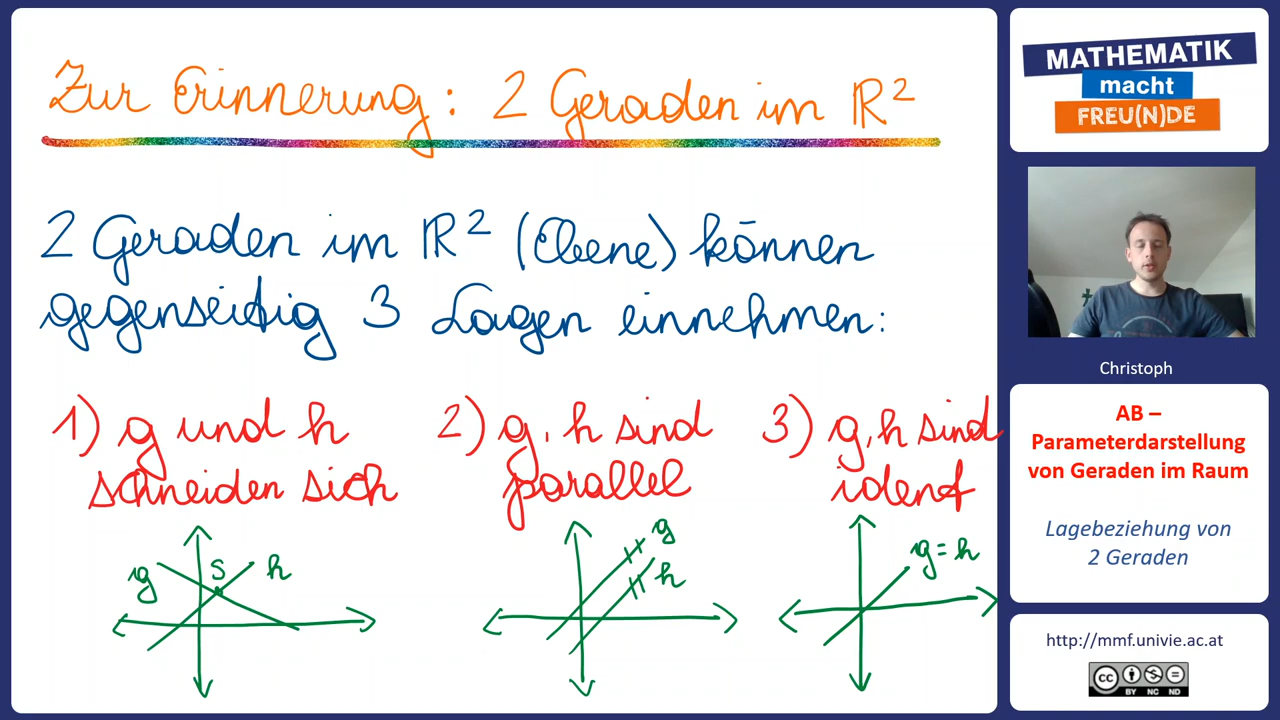 Zur Erinnerung: 2 Geraden im ℝ²
2 Geraden im ℝ² (Ebene) können
gegenseitig 3 Lagen einnehmen:
1) g und h
schneiden sich
2) g, h sind
parallel
3) g, h sind
ident
g
S
h
g
h
g = h
MATHEMATIK
macht
FREU(N)DE
Christoph
AB –
Parameterdarstellung
von Geraden im Raum
Lagebeziehung von
2 Geraden
http://mmf.univie.ac.at
cc
BY NC ND